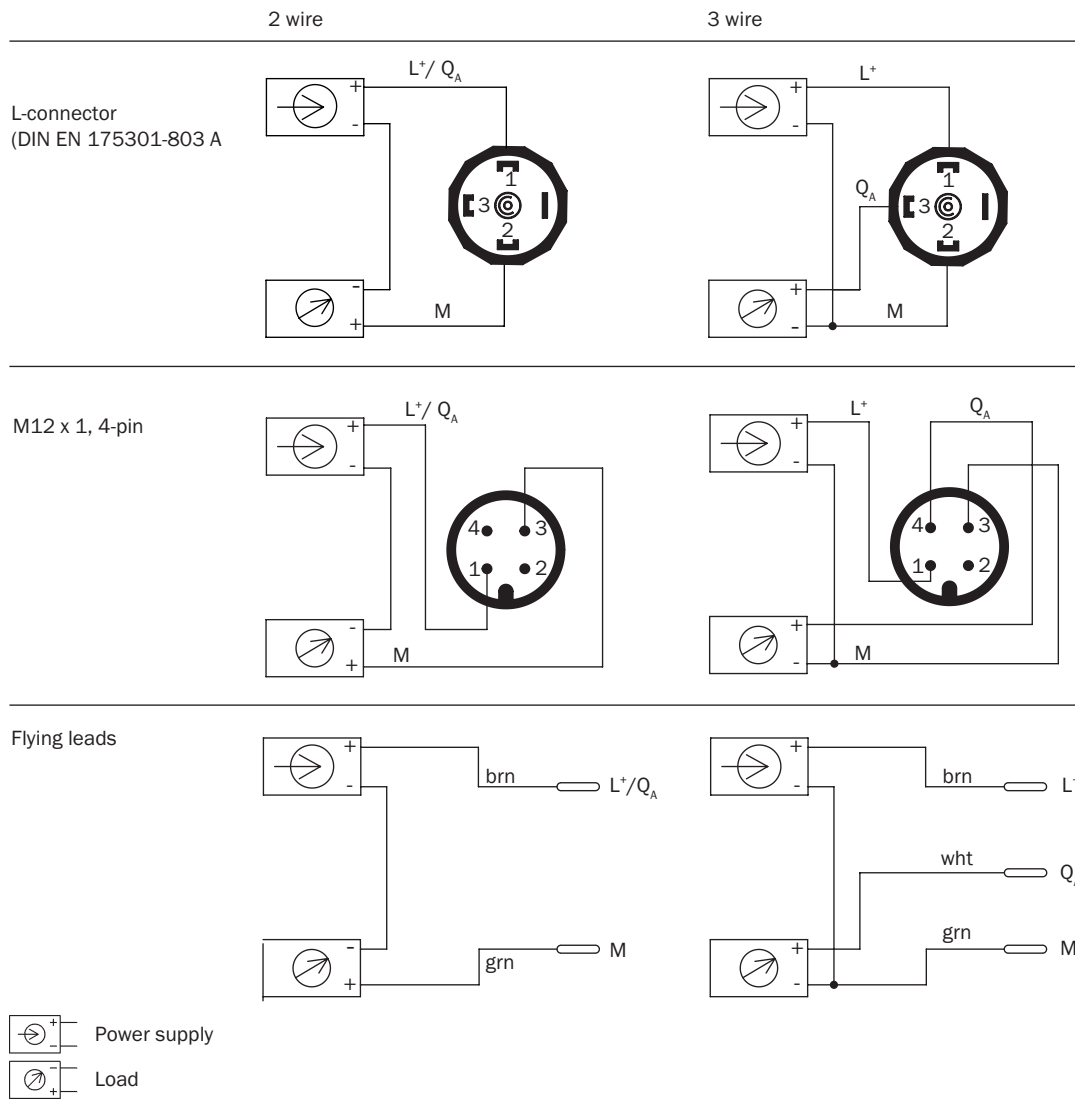 2 wire 3 wire
L-connector
(DIN EN 175301-803 A
L+/ QA
+
-
1
3
2
-
+
M
L+
+
-
1
QA
3
2
+
-
M
M12 x 1, 4-pin
L+/ QA
+
-
4 3
1 2
-
+
M
L+ QA
+
-
4 3
1 2
+
-
M
Flying leads
+
-
brn L+/QA
-
+
grn M
+
-
brn L+
wht QA
+
-
grn M
+
-
Power supply
-
+
Load